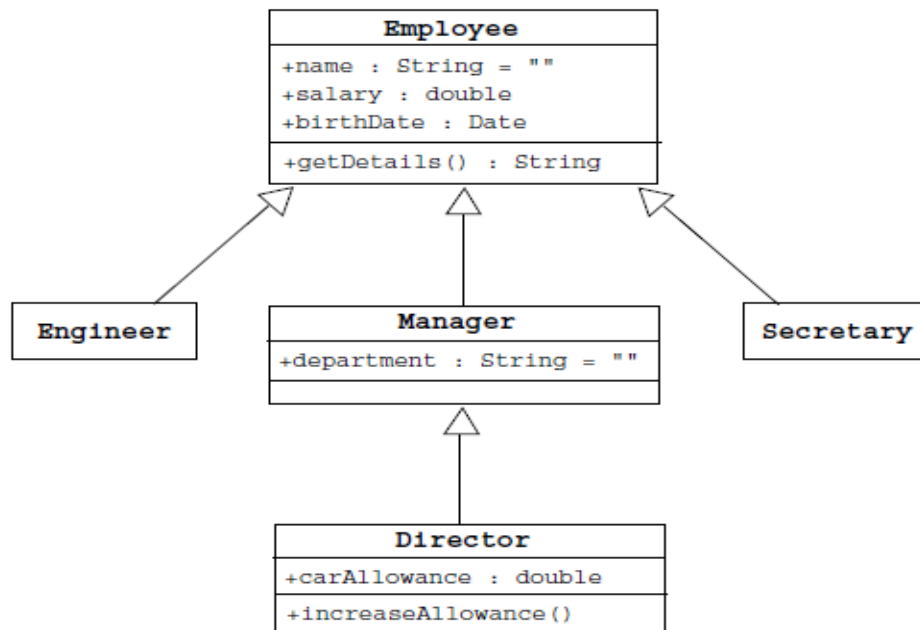 Employee
+name : String = ""
+salary : double
+birthDate : Date
+getDetails() : String
Engineer
Manager
Secretary
+department : String = ""
Director
+carAllowance : double
+increaseAllowance()